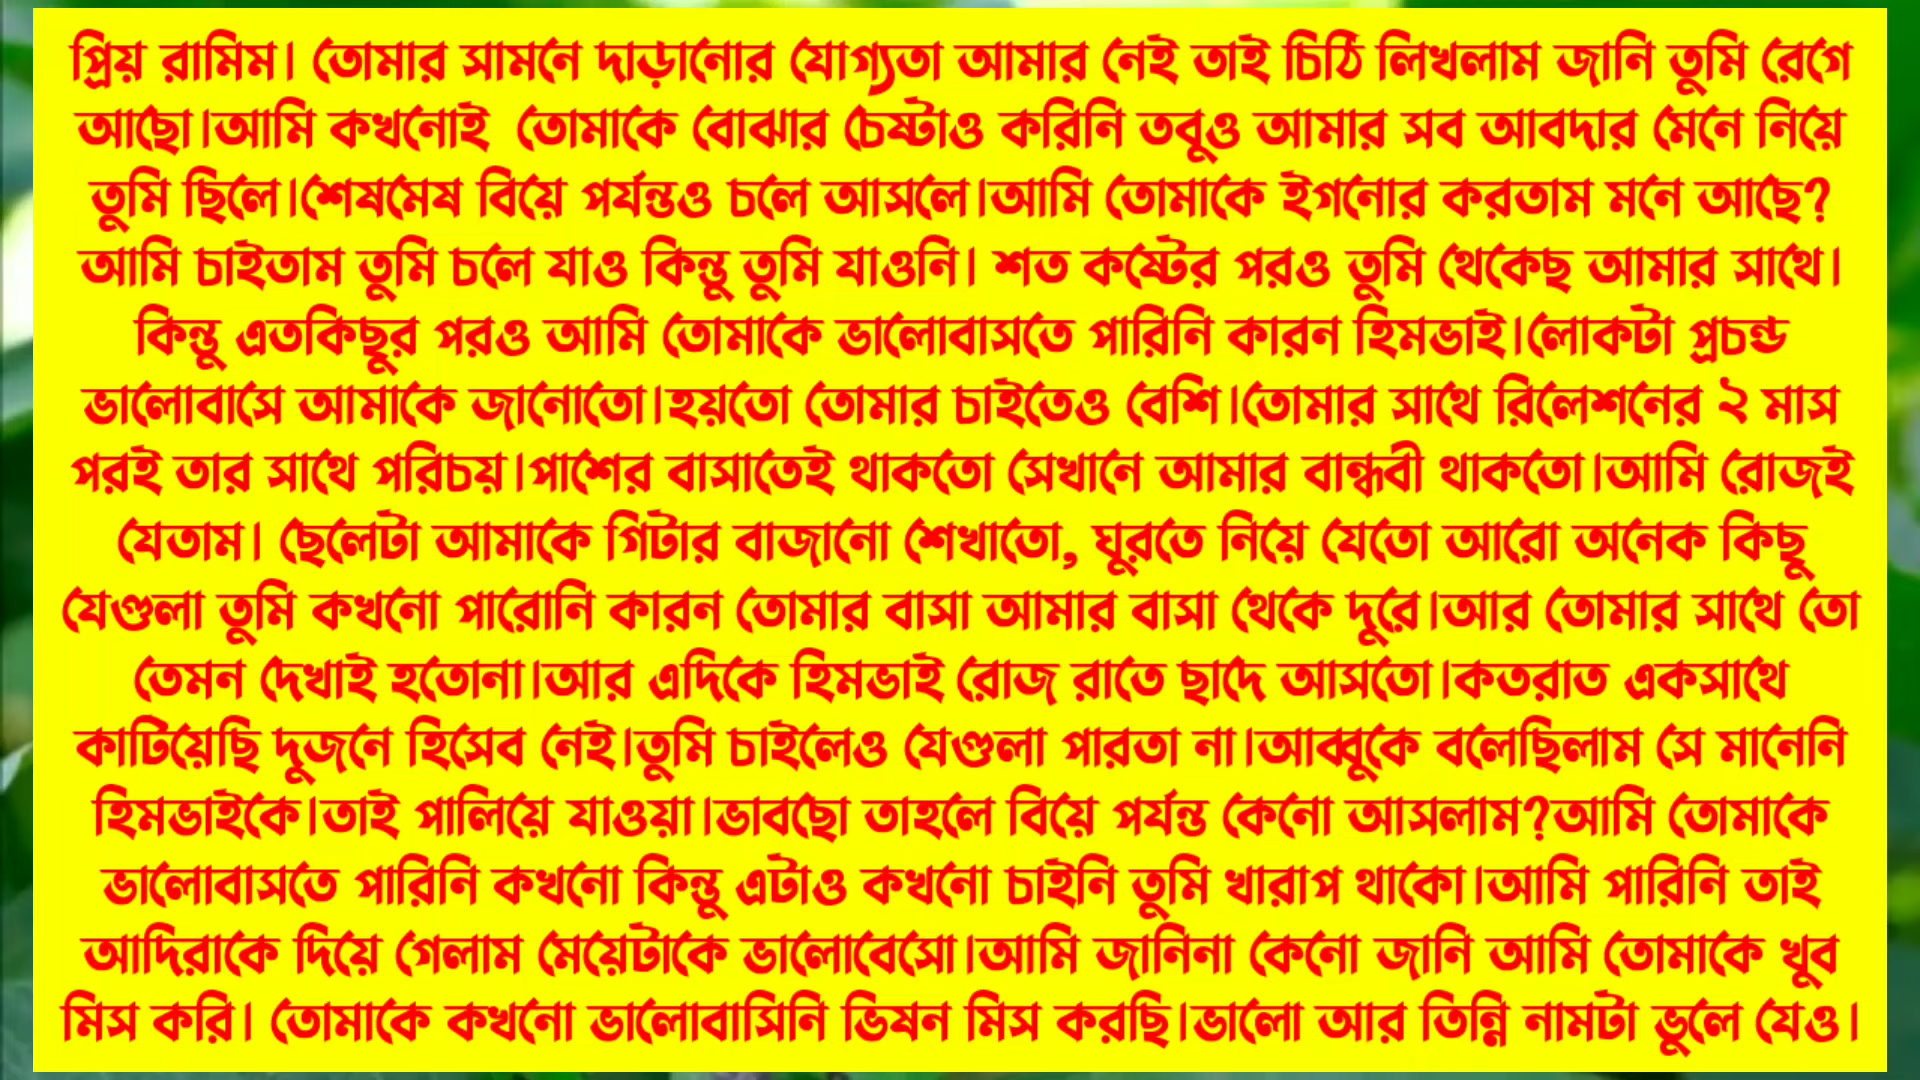 প্রিয় রামিম। তোমার সামনে দাড়ানোর যোগ্যতা আমার নেই তাই চিঠি লিখলাম জানি তুমি রেগে
আছো।আমি কখনোই তোমাকে বোঝার চেষ্টাও করিনি তবুও আমার সব আবদার মেনে নিয়ে
তুমি ছিলে।শেষমেষ বিয়ে পর্যন্তও চলে আসলে।আমি তোমাকে ইগনোর করতাম মনে আছে?
আমি চাইতাম তুমি চলে যাও কিন্তু তুমি যাওনি। শত কষ্টের পরও তুমি থেকেছ আমার সাথে।
কিন্তু এতকিছুর পরও আমি তোমাকে ভালোবাসতে পারিনি কারন হিমভাই।লোকটা প্রচন্ড
ভালোবাসে আমাকে জানোতো।হয়তো তোমার চাইতেও বেশি।তোমার সাথে রিলেশনের ২ মাস
পরই তার সাথে পরিচয়।পাশের বাসাতেই থাকতো সেখানে আমার বান্ধবী থাকতো।আমি রোজই
যেতাম। ছেলেটা আমাকে গিটার বাজানো শেখাতো, ঘুরতে নিয়ে যেতো আরো অনেক কিছু
যেগুলা তুমি কখনো পারোনি কারন তোমার বাসা আমার বাসা থেকে দুরে।আর তোমার সাথে তো
তেমন দেখাই হতোনা।আর এদিকে হিমভাই রোজ রাতে ছাদে আসতো।কতরাত একসাথে
কাটিয়েছি দুজনে হিসেব নেই।তুমি চাইলেও যেগুলা পারতা না।আব্বুকে বলেছিলাম সে মানেনি
হিমভাইকে।তাই পালিয়ে যাওয়া।ভাবছো তাহলে বিয়ে পর্যন্ত কেনো আসলাম?আমি তোমাকে
ভালোবাসতে পারিনি কখনো কিন্তু এটাও কখনো চাইনি তুমি খারাপ থাকো।আমি পারিনি তাই
আদিরাকে দিয়ে গেলাম মেয়েটাকে ভালোবেসো।আমি জানিনা কেনো জানি আমি তোমাকে খুব
মিস করি। তোমাকে কখনো ভালোবাসিনি ভিষন মিস করছি।ভালো আর তিন্নি নামটা ভুলে যেও।